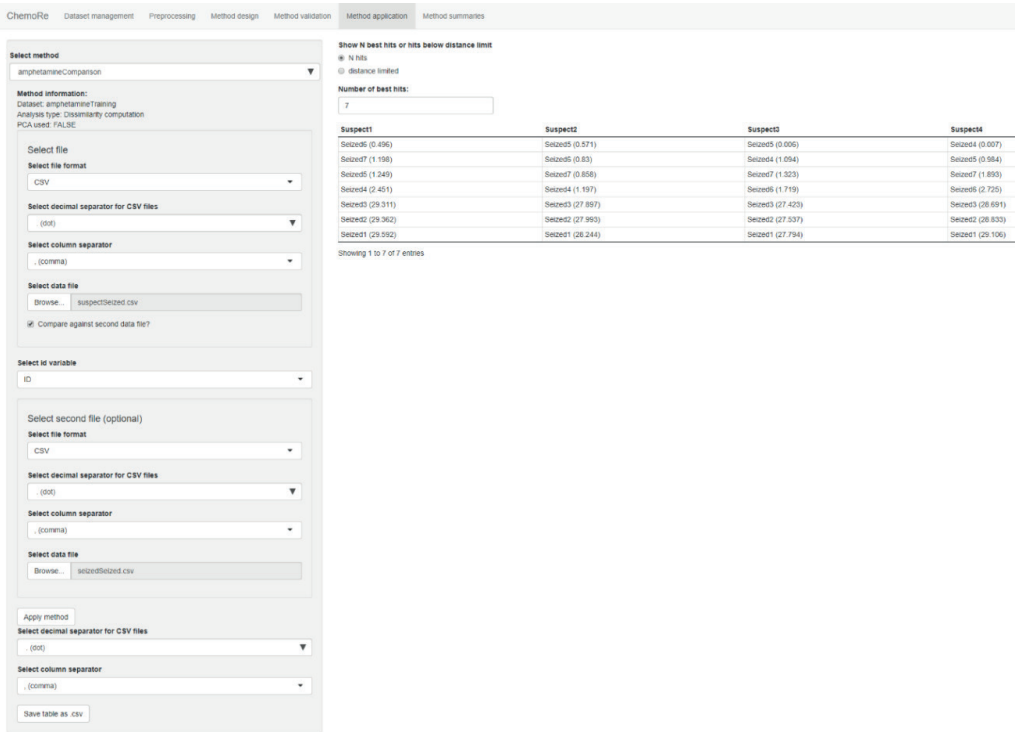 ChemoRe Dataset management Preprocessing Method design Method validation Method application Method summaries
Select method
amphetamineComparison
Method information:
Dataset: amphetamineTraining
Analysis type: Dissimilarity computation
PCA used: FALSE
Select file
Select file format
CSV
Select decimal separator for CSV files
. (dot)
Select column separator
, (comma)
Select data file
Browse... suspectSeized.csv
Compare against second data file?
Select id variable
ID
Select second file (optional)
Select file format
CSV
Select decimal separator for CSV files
. (dot)
Select column separator
, (comma)
Select data file
Browse... seizedSeized.csv
Apply method
Select decimal separator for CSV files
. (dot)
Select column separator
, (comma)
Save table as .csv
Show N best hits or hits below distance limit
N hits
distance limited
Number of best hits:
7
Suspect1 Suspect2 Suspect3 Suspect4
Seized6 (0.496) Seized5 (0.571) Seized5 (0.006) Seized4 (0.007)
Seized7 (1.198) Seized6 (0.83) Seized4 (1.094) Seized5 (0.984)
Seized5 (1.249) Seized7 (0.858) Seized7 (1.323) Seized7 (1.893)
Seized4 (2.451) Seized4 (1.197) Seized6 (1.719) Seized6 (2.725)
Seized3 (29.311) Seized3 (27.897) Seized3 (27.423) Seized3 (28.691)
Seized2 (29.362) Seized2 (27.993) Seized2 (27.537) Seized2 (28.833)
Seized1 (29.592) Seized1 (28.244) Seized1 (27.794) Seized1 (29.106)
Showing 1 to 7 of 7 entries